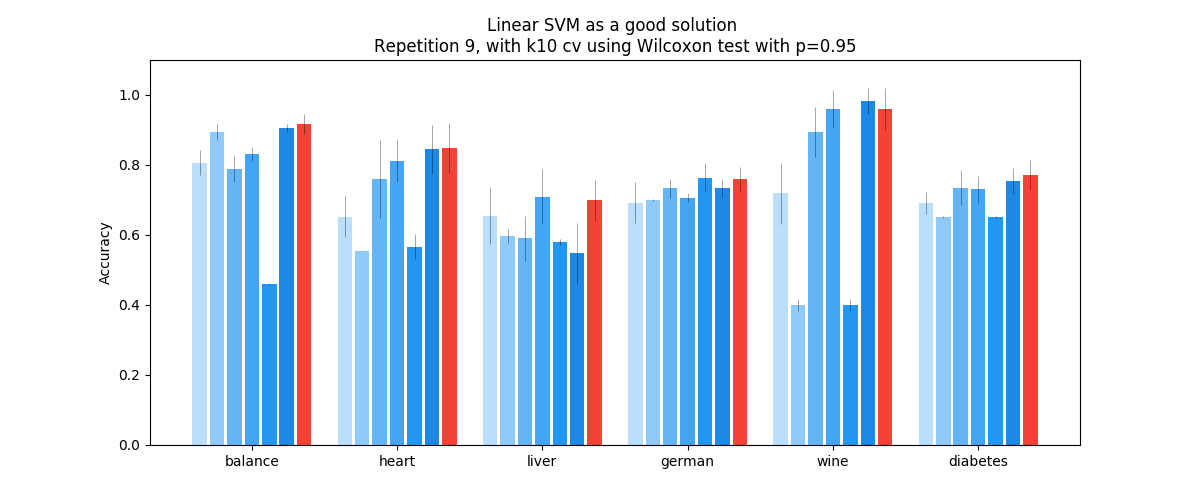 Linear SVM as a good solution
Repetition 9, with k10 cv using Wilcoxon test with p=0.95
Accuracy
1.0
0.8
0.6
0.4
0.2
0.0
balance heart liver german wine diabetes